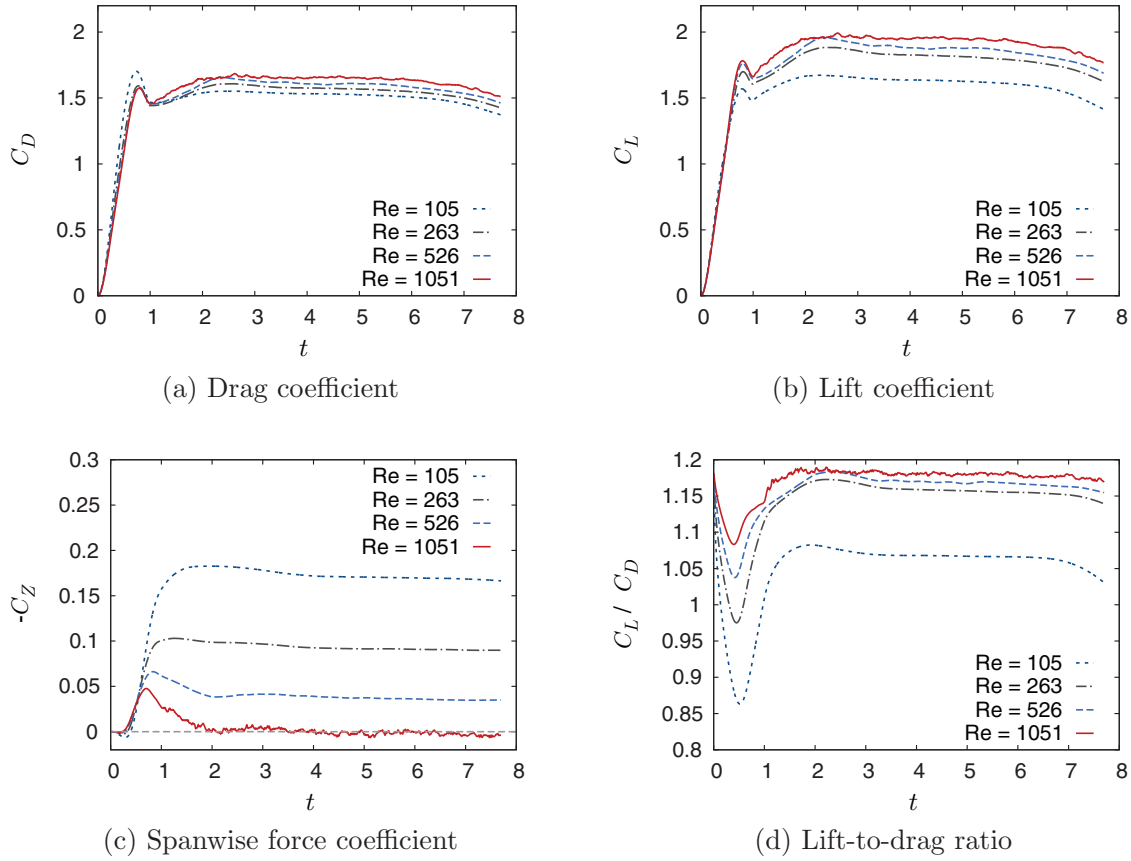 2
1.5
1
0.5
0
C_D
0 1 2 3 4 5 6 7 8
t
Re = 105
Re = 263
Re = 526
Re = 1051
(a) Drag coefficient
2
1.5
1
0.5
0
C_L
0 1 2 3 4 5 6 7 8
t
Re = 105
Re = 263
Re = 526
Re = 1051
(b) Lift coefficient
0.3
0.25
0.2
0.15
0.1
0.05
0
-C_Z
0 1 2 3 4 5 6 7 8
t
Re = 105
Re = 263
Re = 526
Re = 1051
(c) Spanwise force coefficient
1.2
1.15
1.1
1.05
1
0.95
0.9
0.85
0.8
C_L / C_D
0 1 2 3 4 5 6 7 8
t
Re = 105
Re = 263
Re = 526
Re = 1051
(d) Lift-to-drag ratio